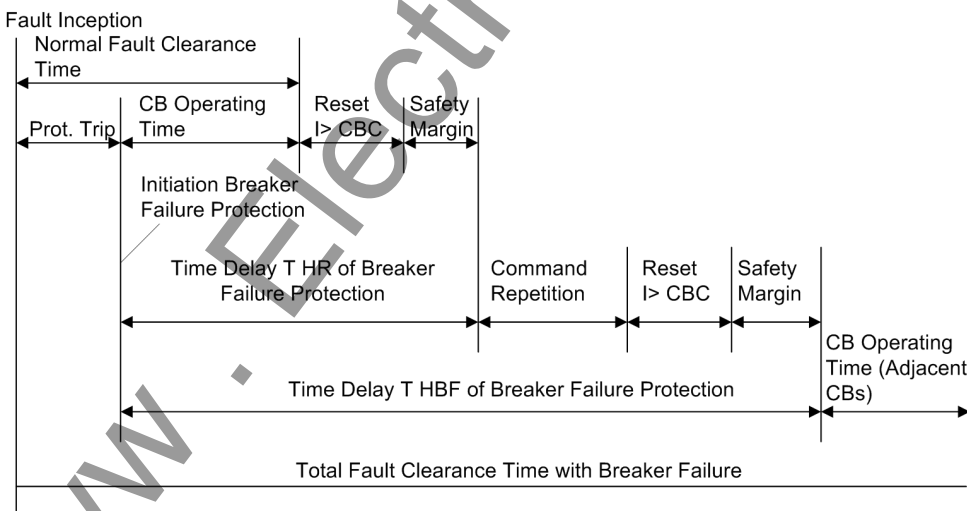 Fault Inception
Normal Fault Clearance
Time
Prot. Trip
CB Operating
Time
Reset
I> CBC
Safety
Margin
Initiation Breaker
Failure Protection
Time Delay T HR of Breaker
Failure Protection
Command
Repetition
Reset
I> CBC
Safety
Margin
CB Operating
Time (Adjacent
CBs)
Time Delay T HBF of Breaker Failure Protection
Total Fault Clearance Time with Breaker Failure
w . Electri